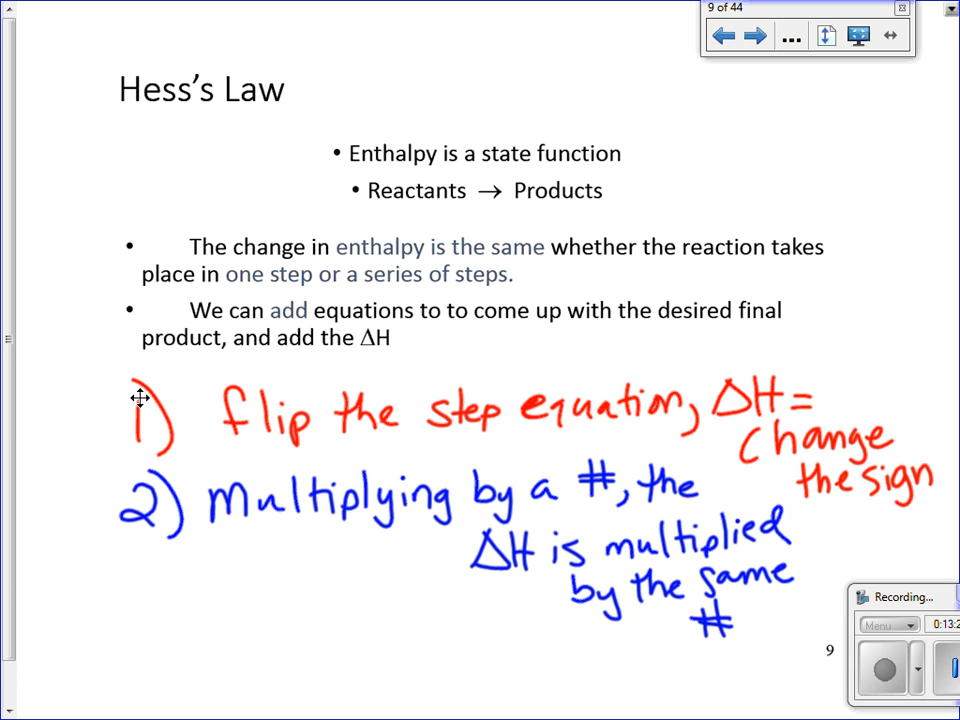 9 of 44
...
Hess's Law
• Enthalpy is a state function
• Reactants → Products
• The change in enthalpy is the same whether the reaction takes
place in one step or a series of steps.
• We can add equations to to come up with the desired final
product, and add the ΔH
1) flip the step equation, ΔH =
change
the sign
2) Multiplying by a #, the
ΔH is multiplied
by the same
#
Recording...
Menu
0:13:2
9